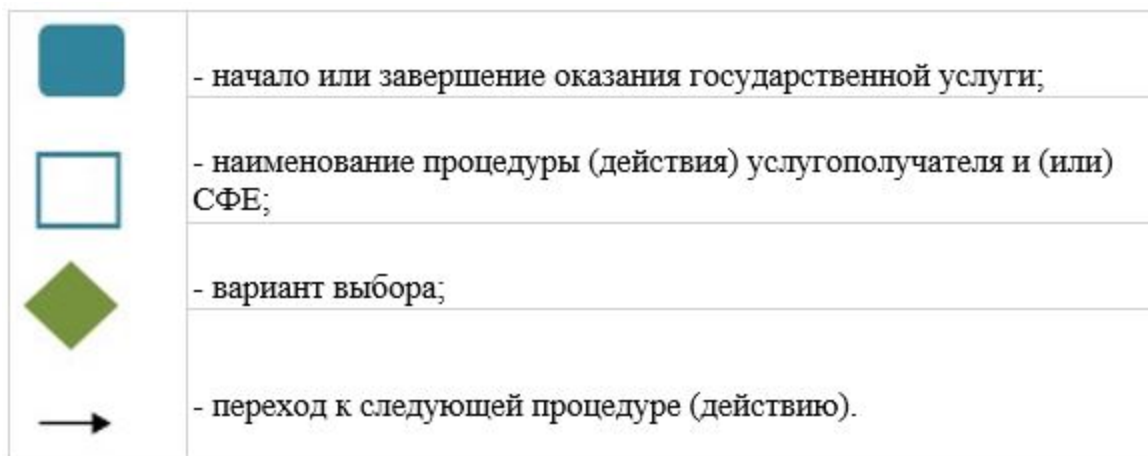 - начало или завершение оказания государственной услуги;
- наименование процедуры (действия) услугополучателя и (или)
СФЕ;
- вариант выбора;
- переход к следующей процедуре (действию).